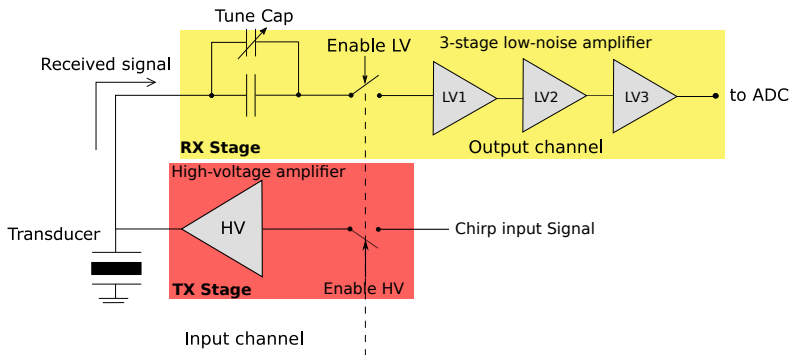 Tune Cap
Enable LV
3-stage low-noise amplifier
Received signal
LV1
LV2
LV3
to ADC
RX Stage
Output channel
High-voltage amplifier
HV
Chirp input Signal
Transducer
TX Stage
Enable HV
Input channel